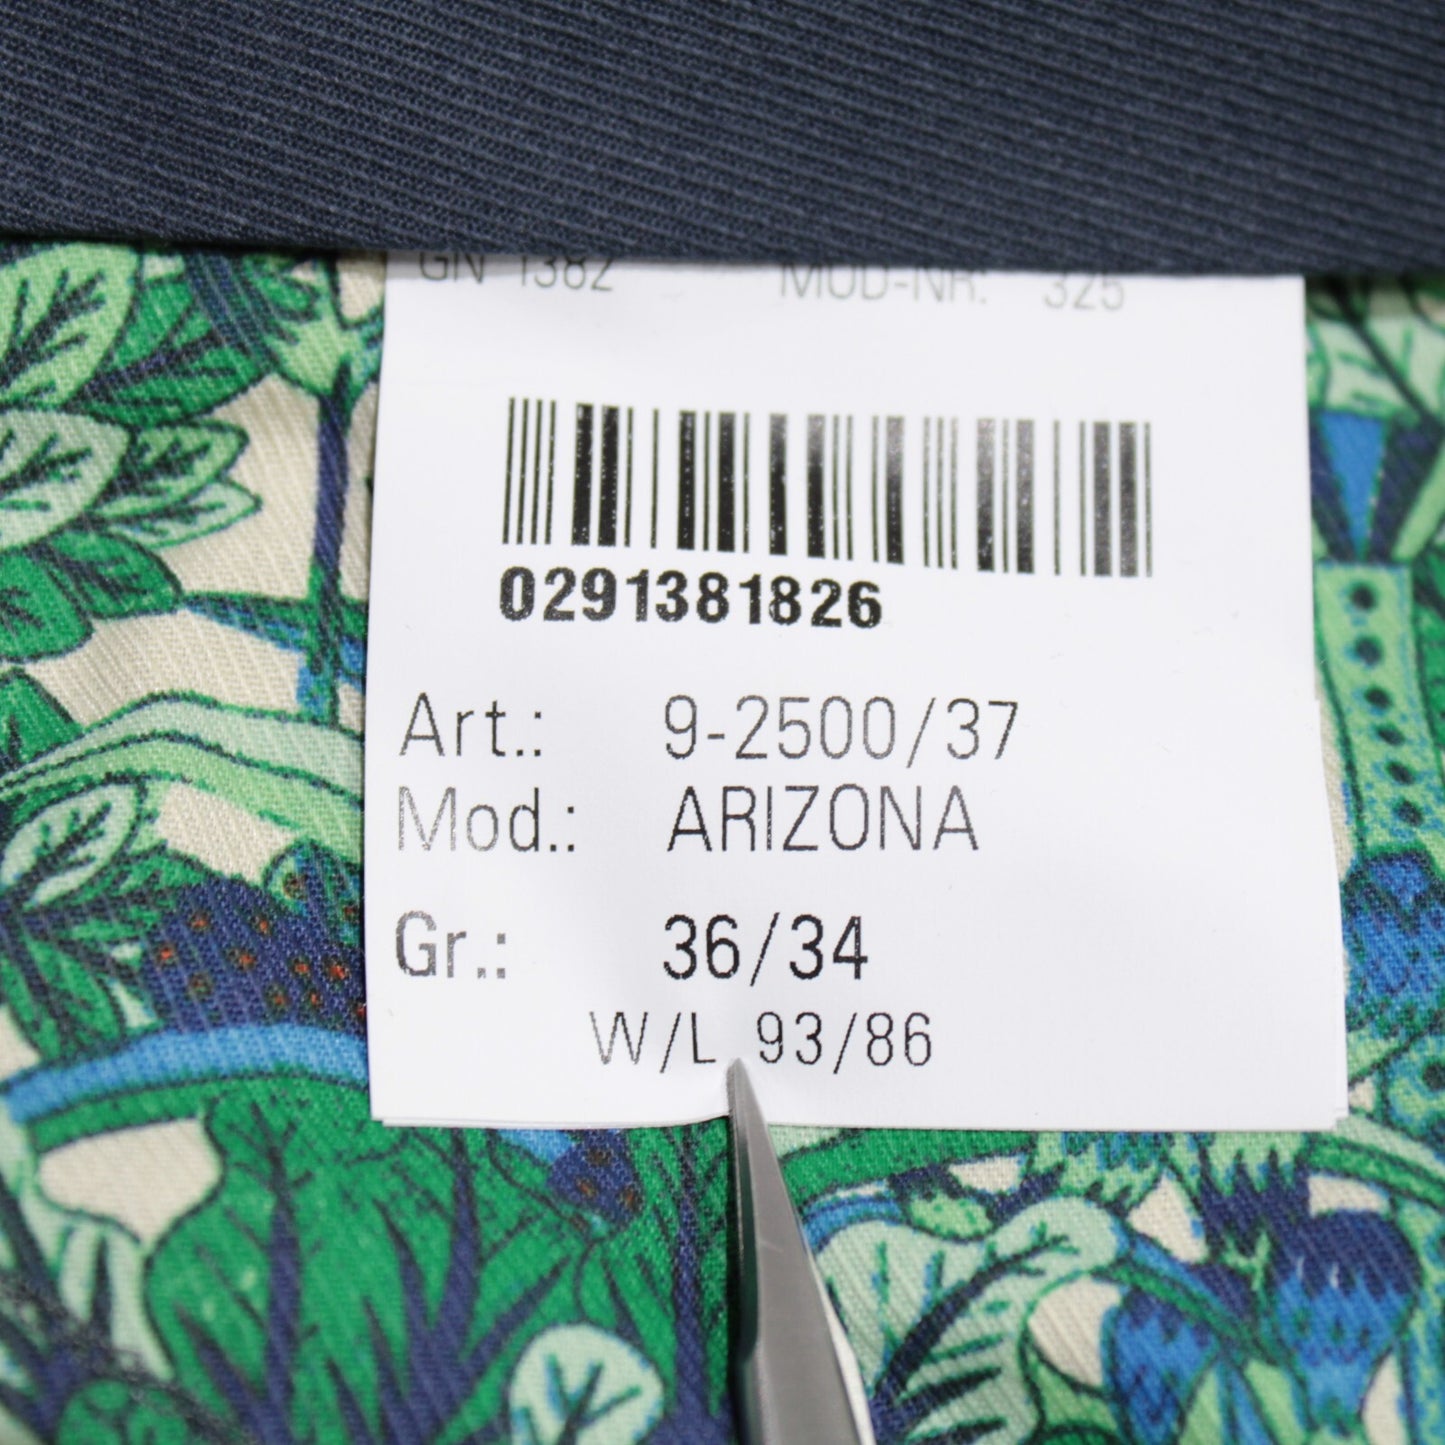 GN 1382 MOD-NR. 325
0291381826
Art.: 9-2500/37
Mod.: ARIZONA
Gr.: 36/34
W/L 93/86